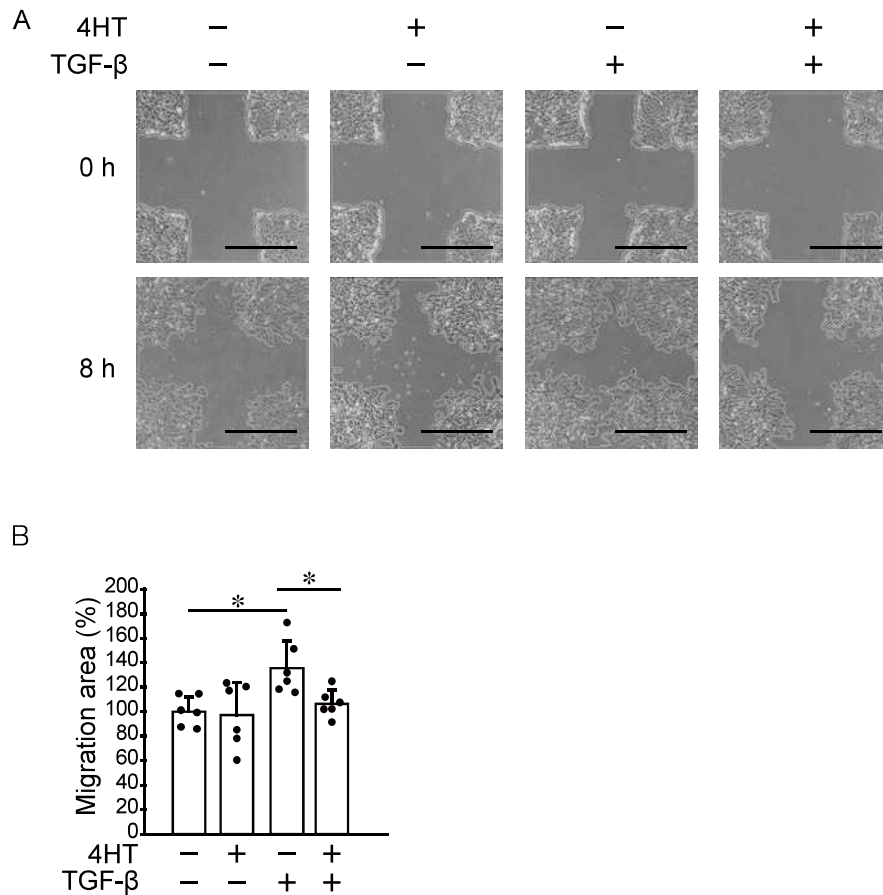 A
4HT − + − +
TGF-β − − + +
0 h
8 h
B
Migration area (%)
200
180
160
140
120
100
80
60
40
20
0
*
*
4HT − + − +
TGF-β − − + +